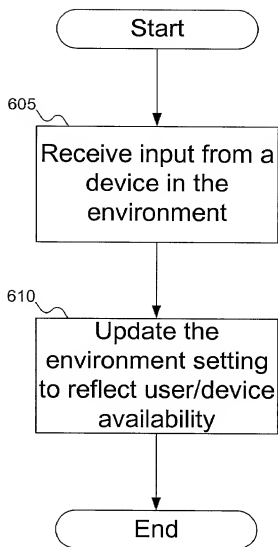 Start
605
Receive input from a
device in the
environment
610
Update the
environment setting
to reflect user/device
availability
End